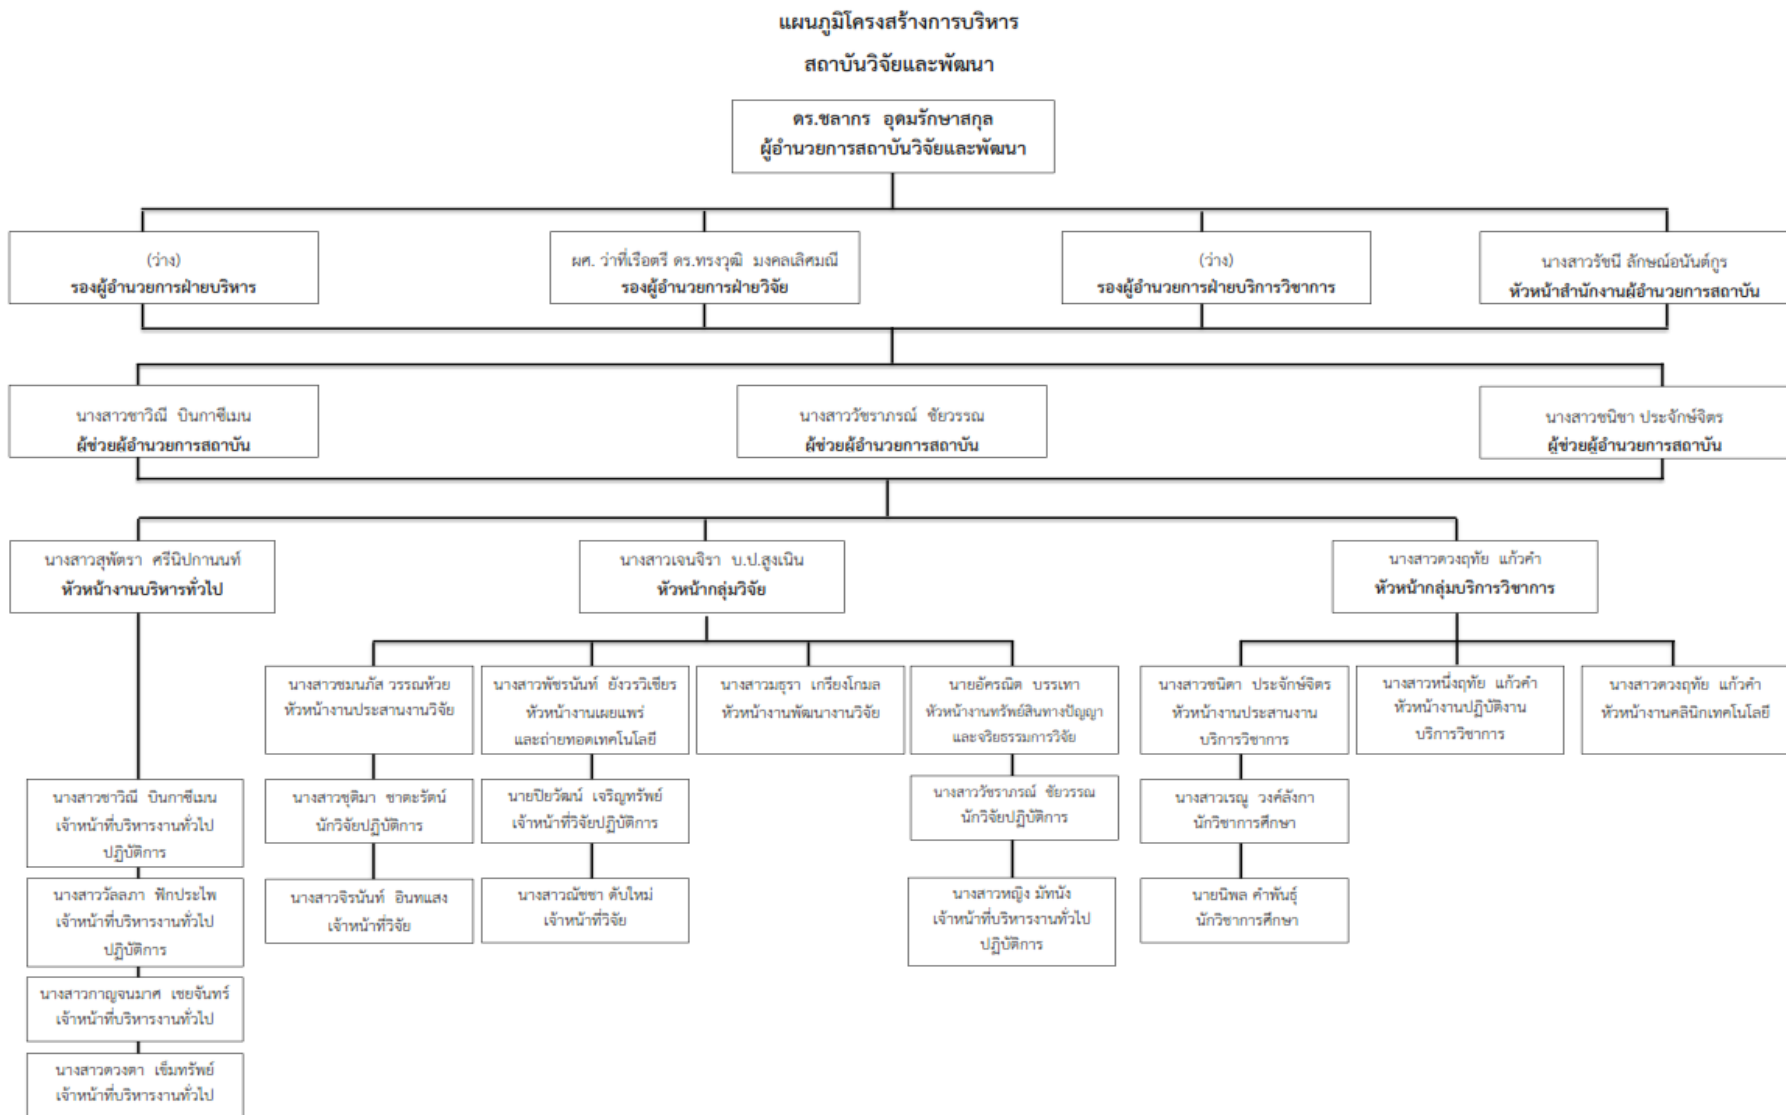 แผนภูมิโครงสร้างการบริหาร
สถาบันวิจัยและพัฒนา
ดร.ชลากร อุดมรักษาสกุล
ผู้อำนวยการสถาบันวิจัยและพัฒนา
(ว่าง)
รองผู้อำนวยการฝ่ายบริหาร
ผศ. ว่าที่เรือตรี ดร.ทรงวุฒิ มงคลเลิศมณี
รองผู้อำนวยการฝ่ายวิจัย
(ว่าง)
รองผู้อำนวยการฝ่ายบริการวิชาการ
นางสาวรัชนี ลักษณ์อนันต์กูร
หัวหน้าสำนักงานผู้อำนวยการสถาบัน
นางสาวซาวิณี บินกาซีเมน
ผู้ช่วยผู้อำนวยการสถาบัน
นางสาววัชราภรณ์ ชัยวรรณ
ผู้ช่วยผู้อำนวยการสถาบัน
นางสาวชนิชา ประจักษ์จิตร
ผู้ช่วยผู้อำนวยการสถาบัน
นางสาวสุพัตรา ศรีนิปกานนท์
หัวหน้างานบริหารทั่วไป
นางสาวเจนจิรา บ.ป.สูงเนิน
หัวหน้ากลุ่มวิจัย
นางสาวดวงฤทัย แก้วคำ
หัวหน้ากลุ่มบริการวิชาการ
นางสาวชมนภัส วรรณห้วย
หัวหน้างานประสานงานวิจัย
นางสาวพัชรนันท์ ยังวรวิเชียร
หัวหน้างานเผยแพร่
และถ่ายทอดเทคโนโลยี
นางสาวมธุรา เกรียงโกมล
หัวหน้างานพัฒนางานวิจัย
นายอัครณิต บรรเทา
หัวหน้างานทรัพย์สินทางปัญญา
และจริยธรรมการวิจัย
นางสาวชนิดา ประจักษ์จิตร
หัวหน้างานประสานงาน
บริการวิชาการ
นางสาวหนึ่งฤทัย แก้วคำ
หัวหน้างานปฏิบัติงาน
บริการวิชาการ
นางสาวดวงฤทัย แก้วคำ
หัวหน้างานคลินิกเทคโนโลยี
นางสาวซาวิณี บินกาซีเมน
เจ้าหน้าที่บริหารงานทั่วไป
ปฏิบัติการ
นางสาวชุติมา ชาตะรัตน์
นักวิจัยปฏิบัติการ
นายปิยวัฒน์ เจริญทรัพย์
เจ้าหน้าที่วิจัยปฏิบัติการ
นางสาววัชราภรณ์ ชัยวรรณ
นักวิจัยปฏิบัติการ
นางสาวเรณู วงค์ลังกา
นักวิชาการศึกษา
นางสาววัลลภา ฟักประไพ
เจ้าหน้าที่บริหารงานทั่วไป
ปฏิบัติการ
นางสาวจิรนันท์ อินทแสง
เจ้าหน้าที่วิจัย
นางสาวณัชชา ดับใหม่
เจ้าหน้าที่วิจัย
นางสาวหญิง มัทนัง
เจ้าหน้าที่บริหารงานทั่วไป
ปฏิบัติการ
นายนิพล คำพันธุ์
นักวิชาการศึกษา
นางสาวกาญจนมาศ เชยจันทร์
เจ้าหน้าที่บริหารงานทั่วไป
นางสาวดวงตา เข็มทรัพย์
เจ้าหน้าที่บริหารงานทั่วไป